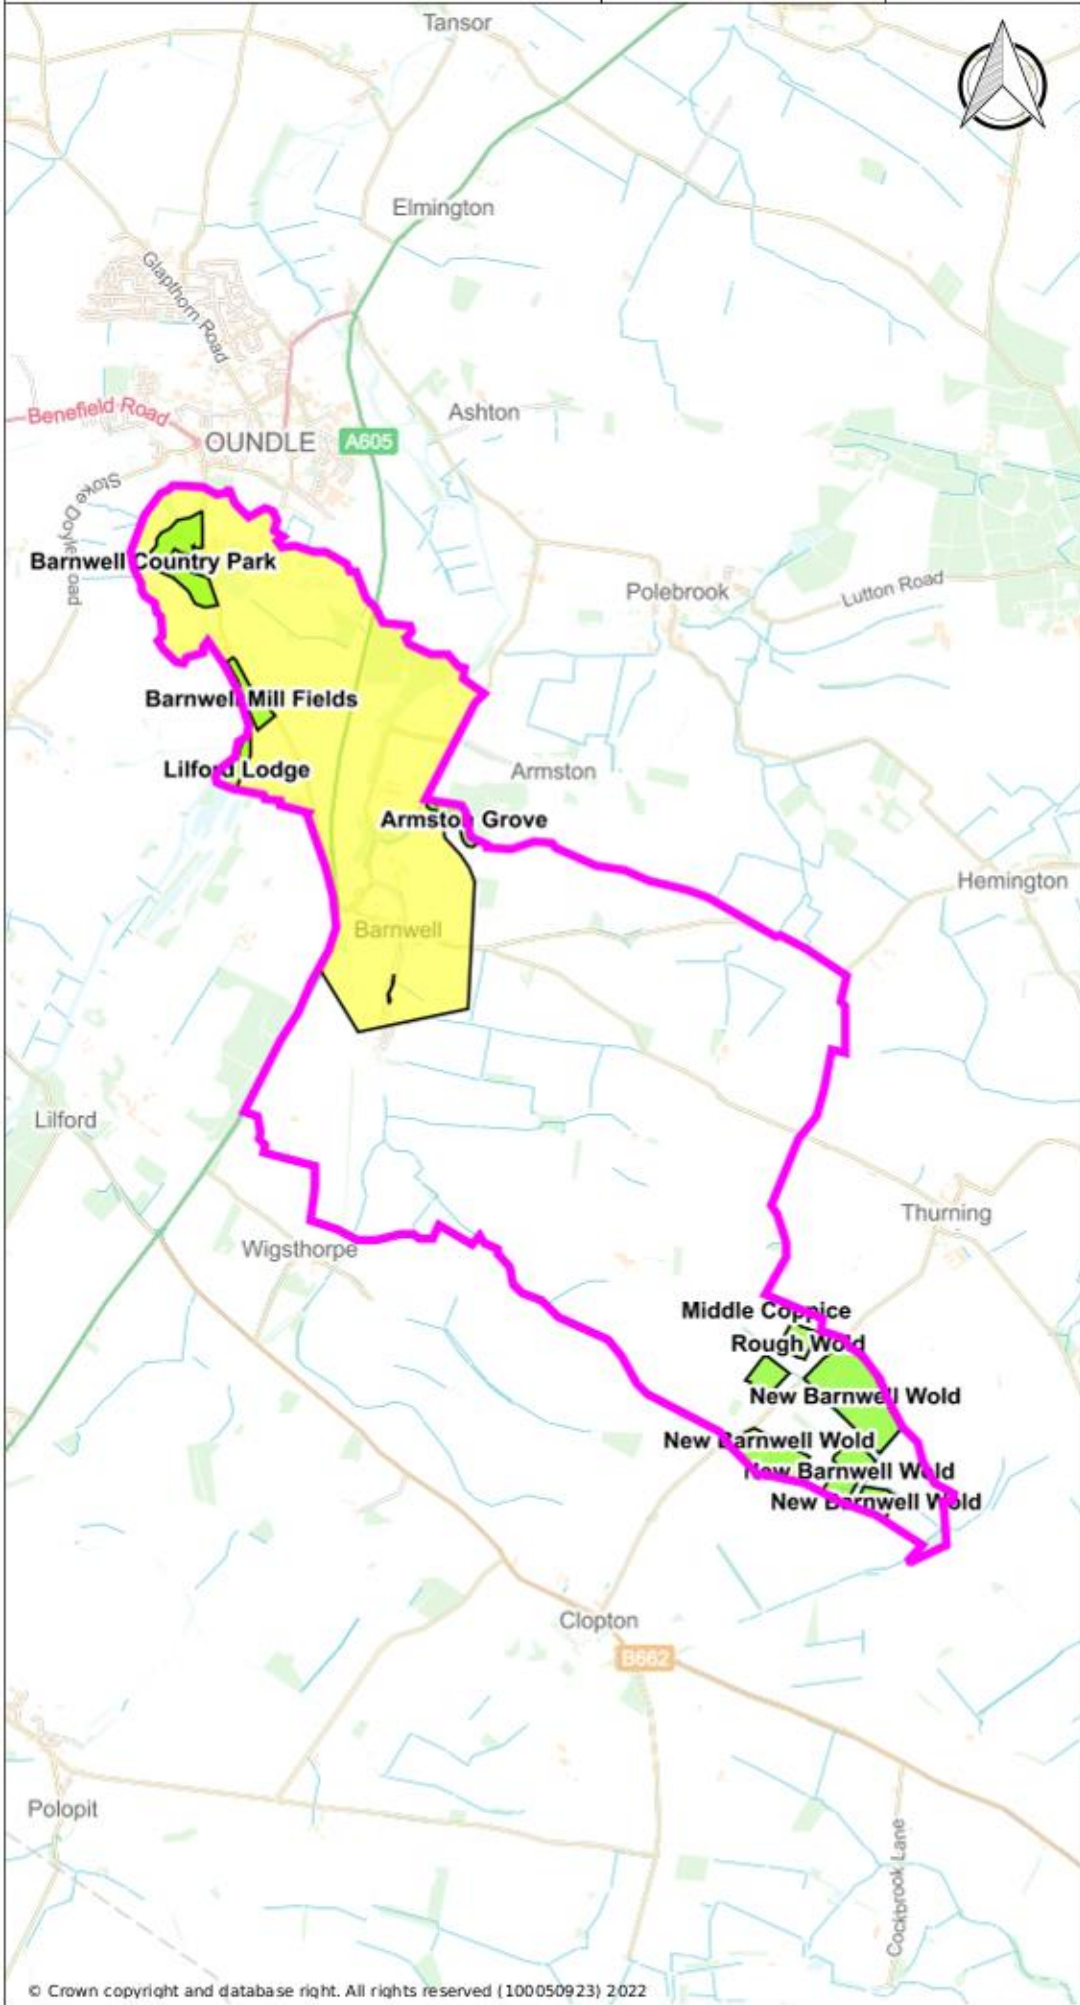 Tansor
Elmington
Glapthorn Road
Benefield Road
Ashton
OUNDLE
A605
Stoke Doyle Road
Barnwell Country Park
Polebrook
Lutton Road
Barnwell Mill Fields
Lilford Lodge
Armston
Armston Grove
Hemington
Barnwell
Lilford
Thurning
Wigsthorpe
Middle Coppice
Rough Wold
New Barnwell Wold
New Barnwell Wold
New Barnwell Wold
New Barnwell Wold
Clopton
B662
Polopit
Cockbrook Lane
© Crown copyright and database right. All rights reserved (100050923) 2022